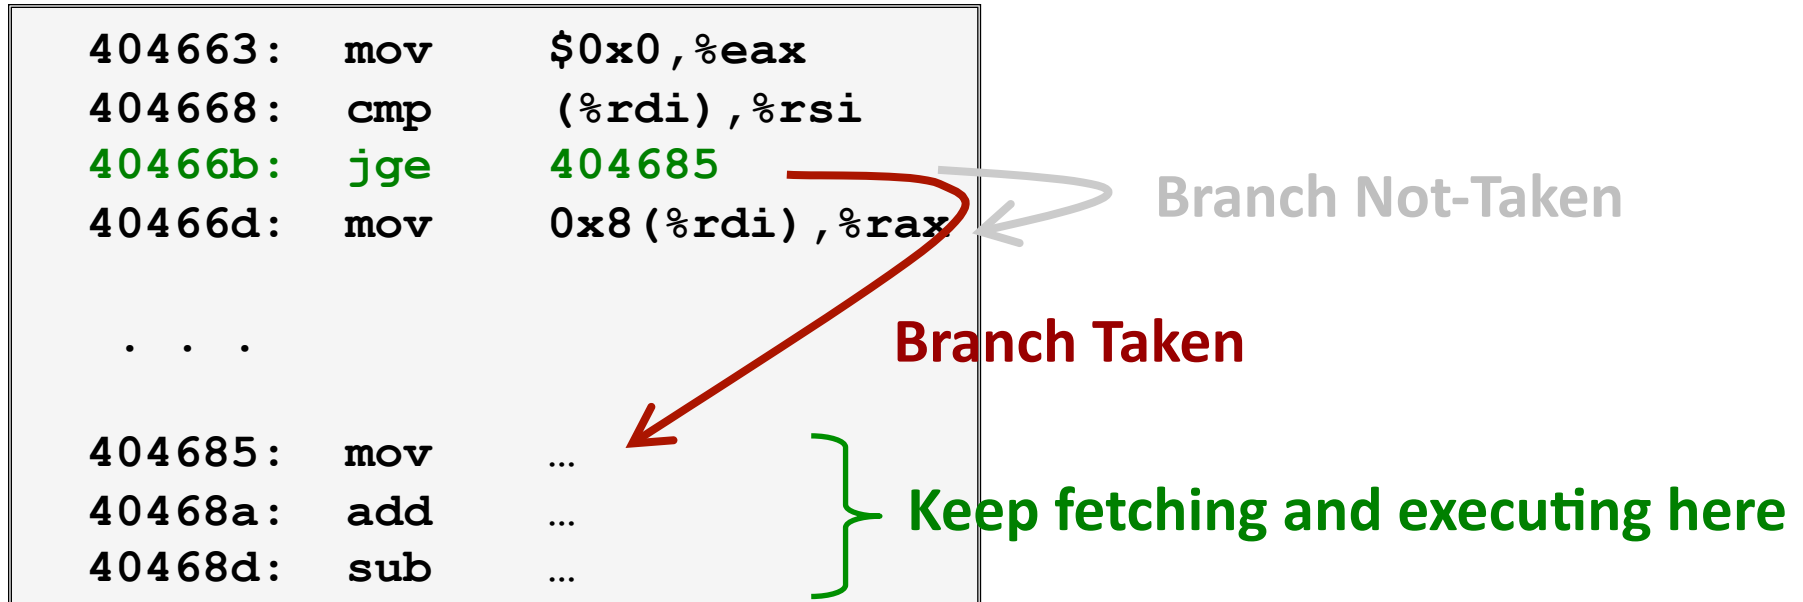 404663: mov $0x0,%eax
404668: cmp (%rdi),%rsi
40466b: jge 404685
40466d: mov 0x8(%rdi),%rax
Branch Not-Taken
. . .
Branch Taken
404685: mov …
40468a: add …
Keep fetching and executing here
40468d: sub …